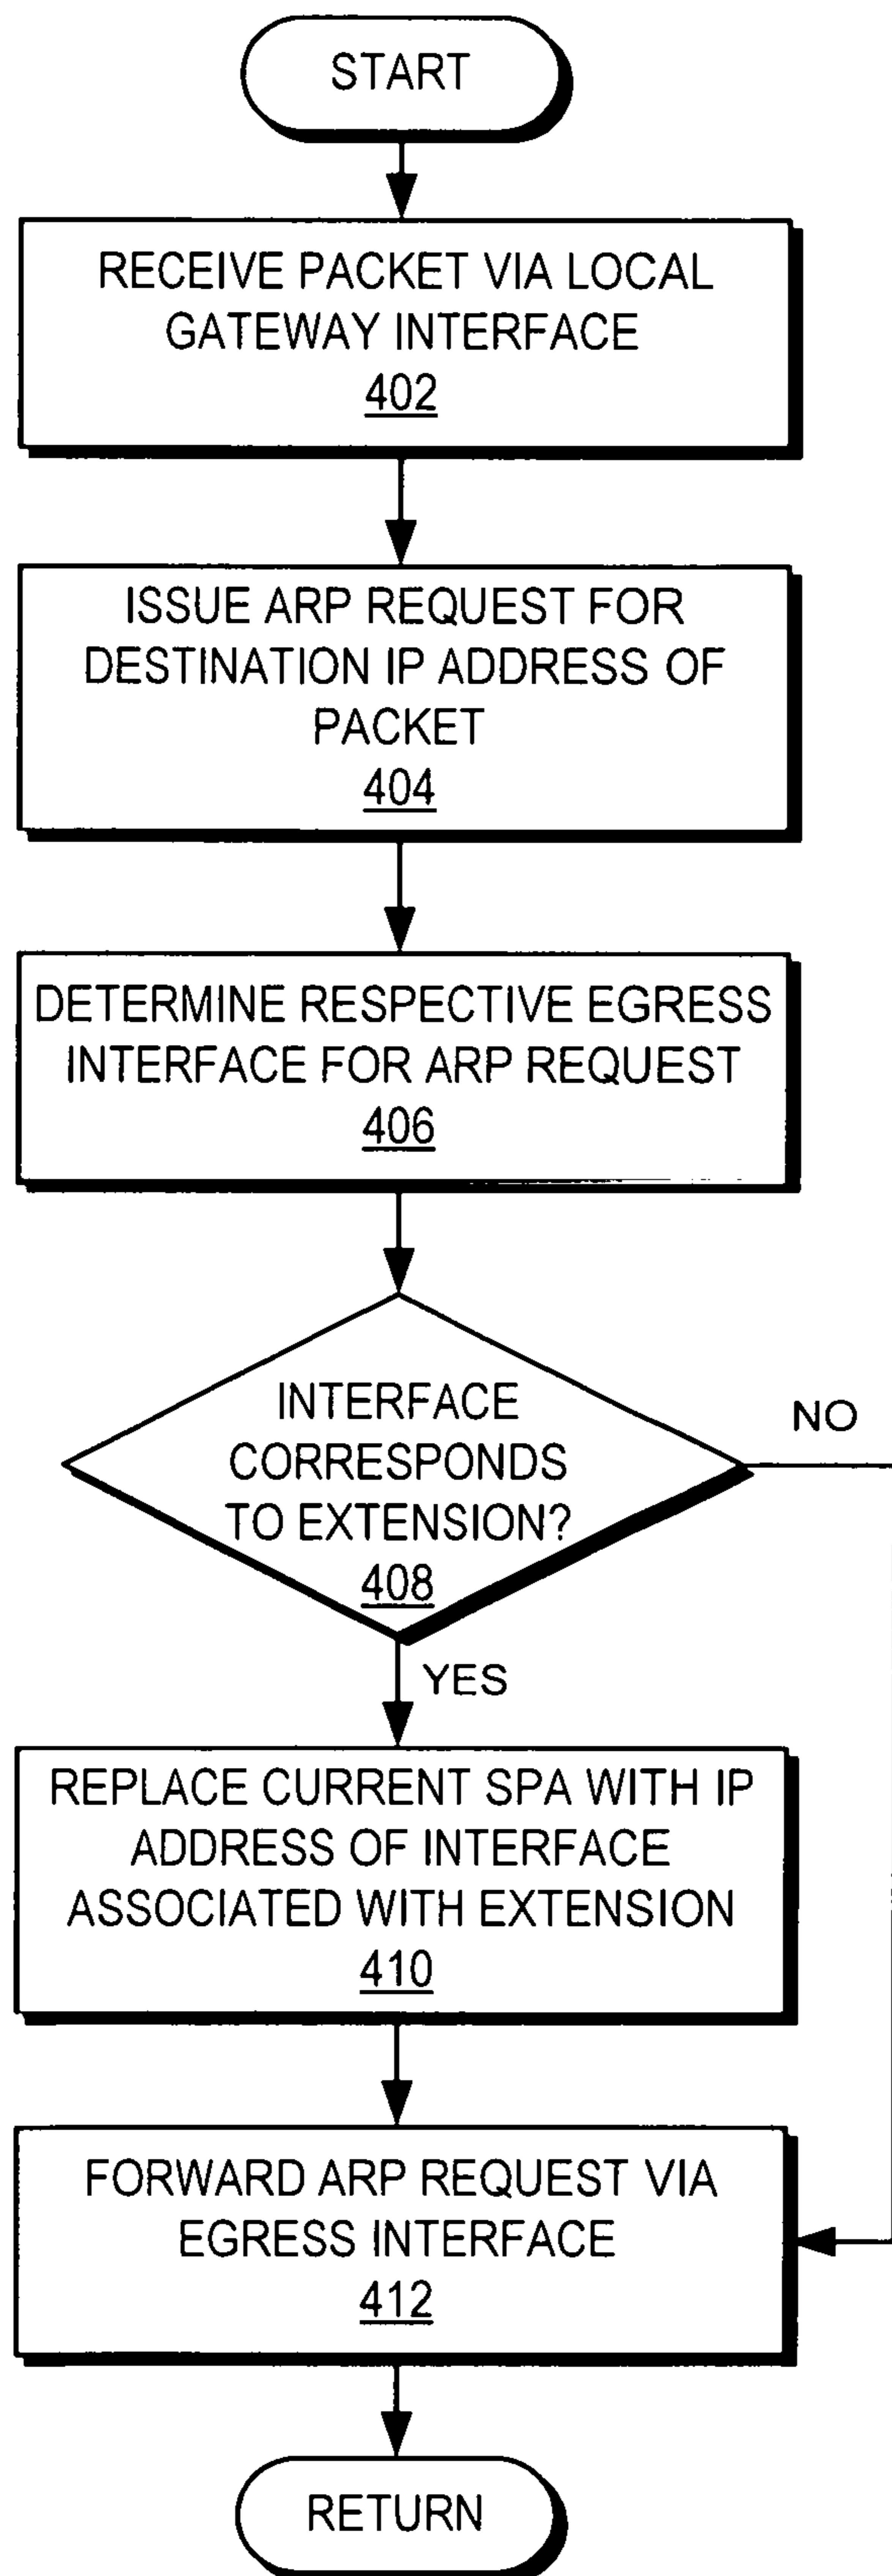 START
RECEIVE PACKET VIA LOCAL
GATEWAY INTERFACE
402
ISSUE ARP REQUEST FOR
DESTINATION IP ADDRESS OF
PACKET
404
DETERMINE RESPECTIVE EGRESS
INTERFACE FOR ARP REQUEST
406
INTERFACE
CORRESPONDS
TO EXTENSION?
408
NO
YES
REPLACE CURRENT SPA WITH IP
ADDRESS OF INTERFACE
ASSOCIATED WITH EXTENSION
410
FORWARD ARP REQUEST VIA
EGRESS INTERFACE
412
RETURN